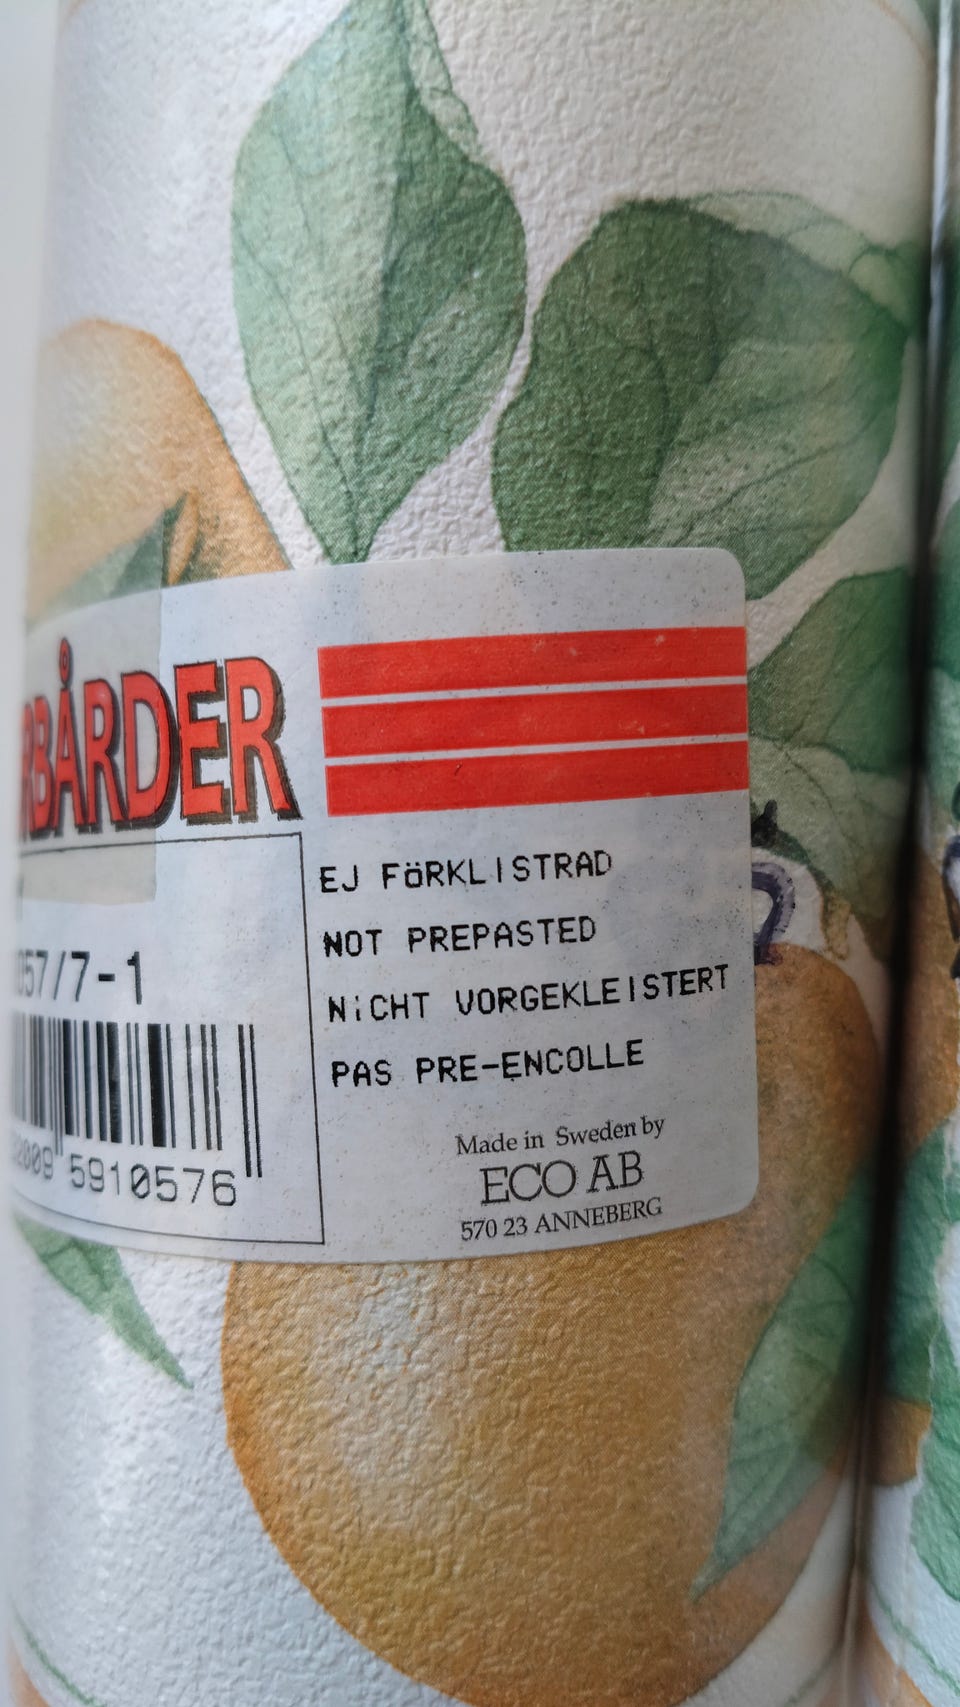 RBÅRDER
057/7-1
2009 5910576
EJ FöRKLISTRAD
NOT PREPASTED
NiCHT VORGEKLEISTERT
PAS PRE-ENCOLLE
Made in Sweden by
ECO AB
570 23 ANNEBERG